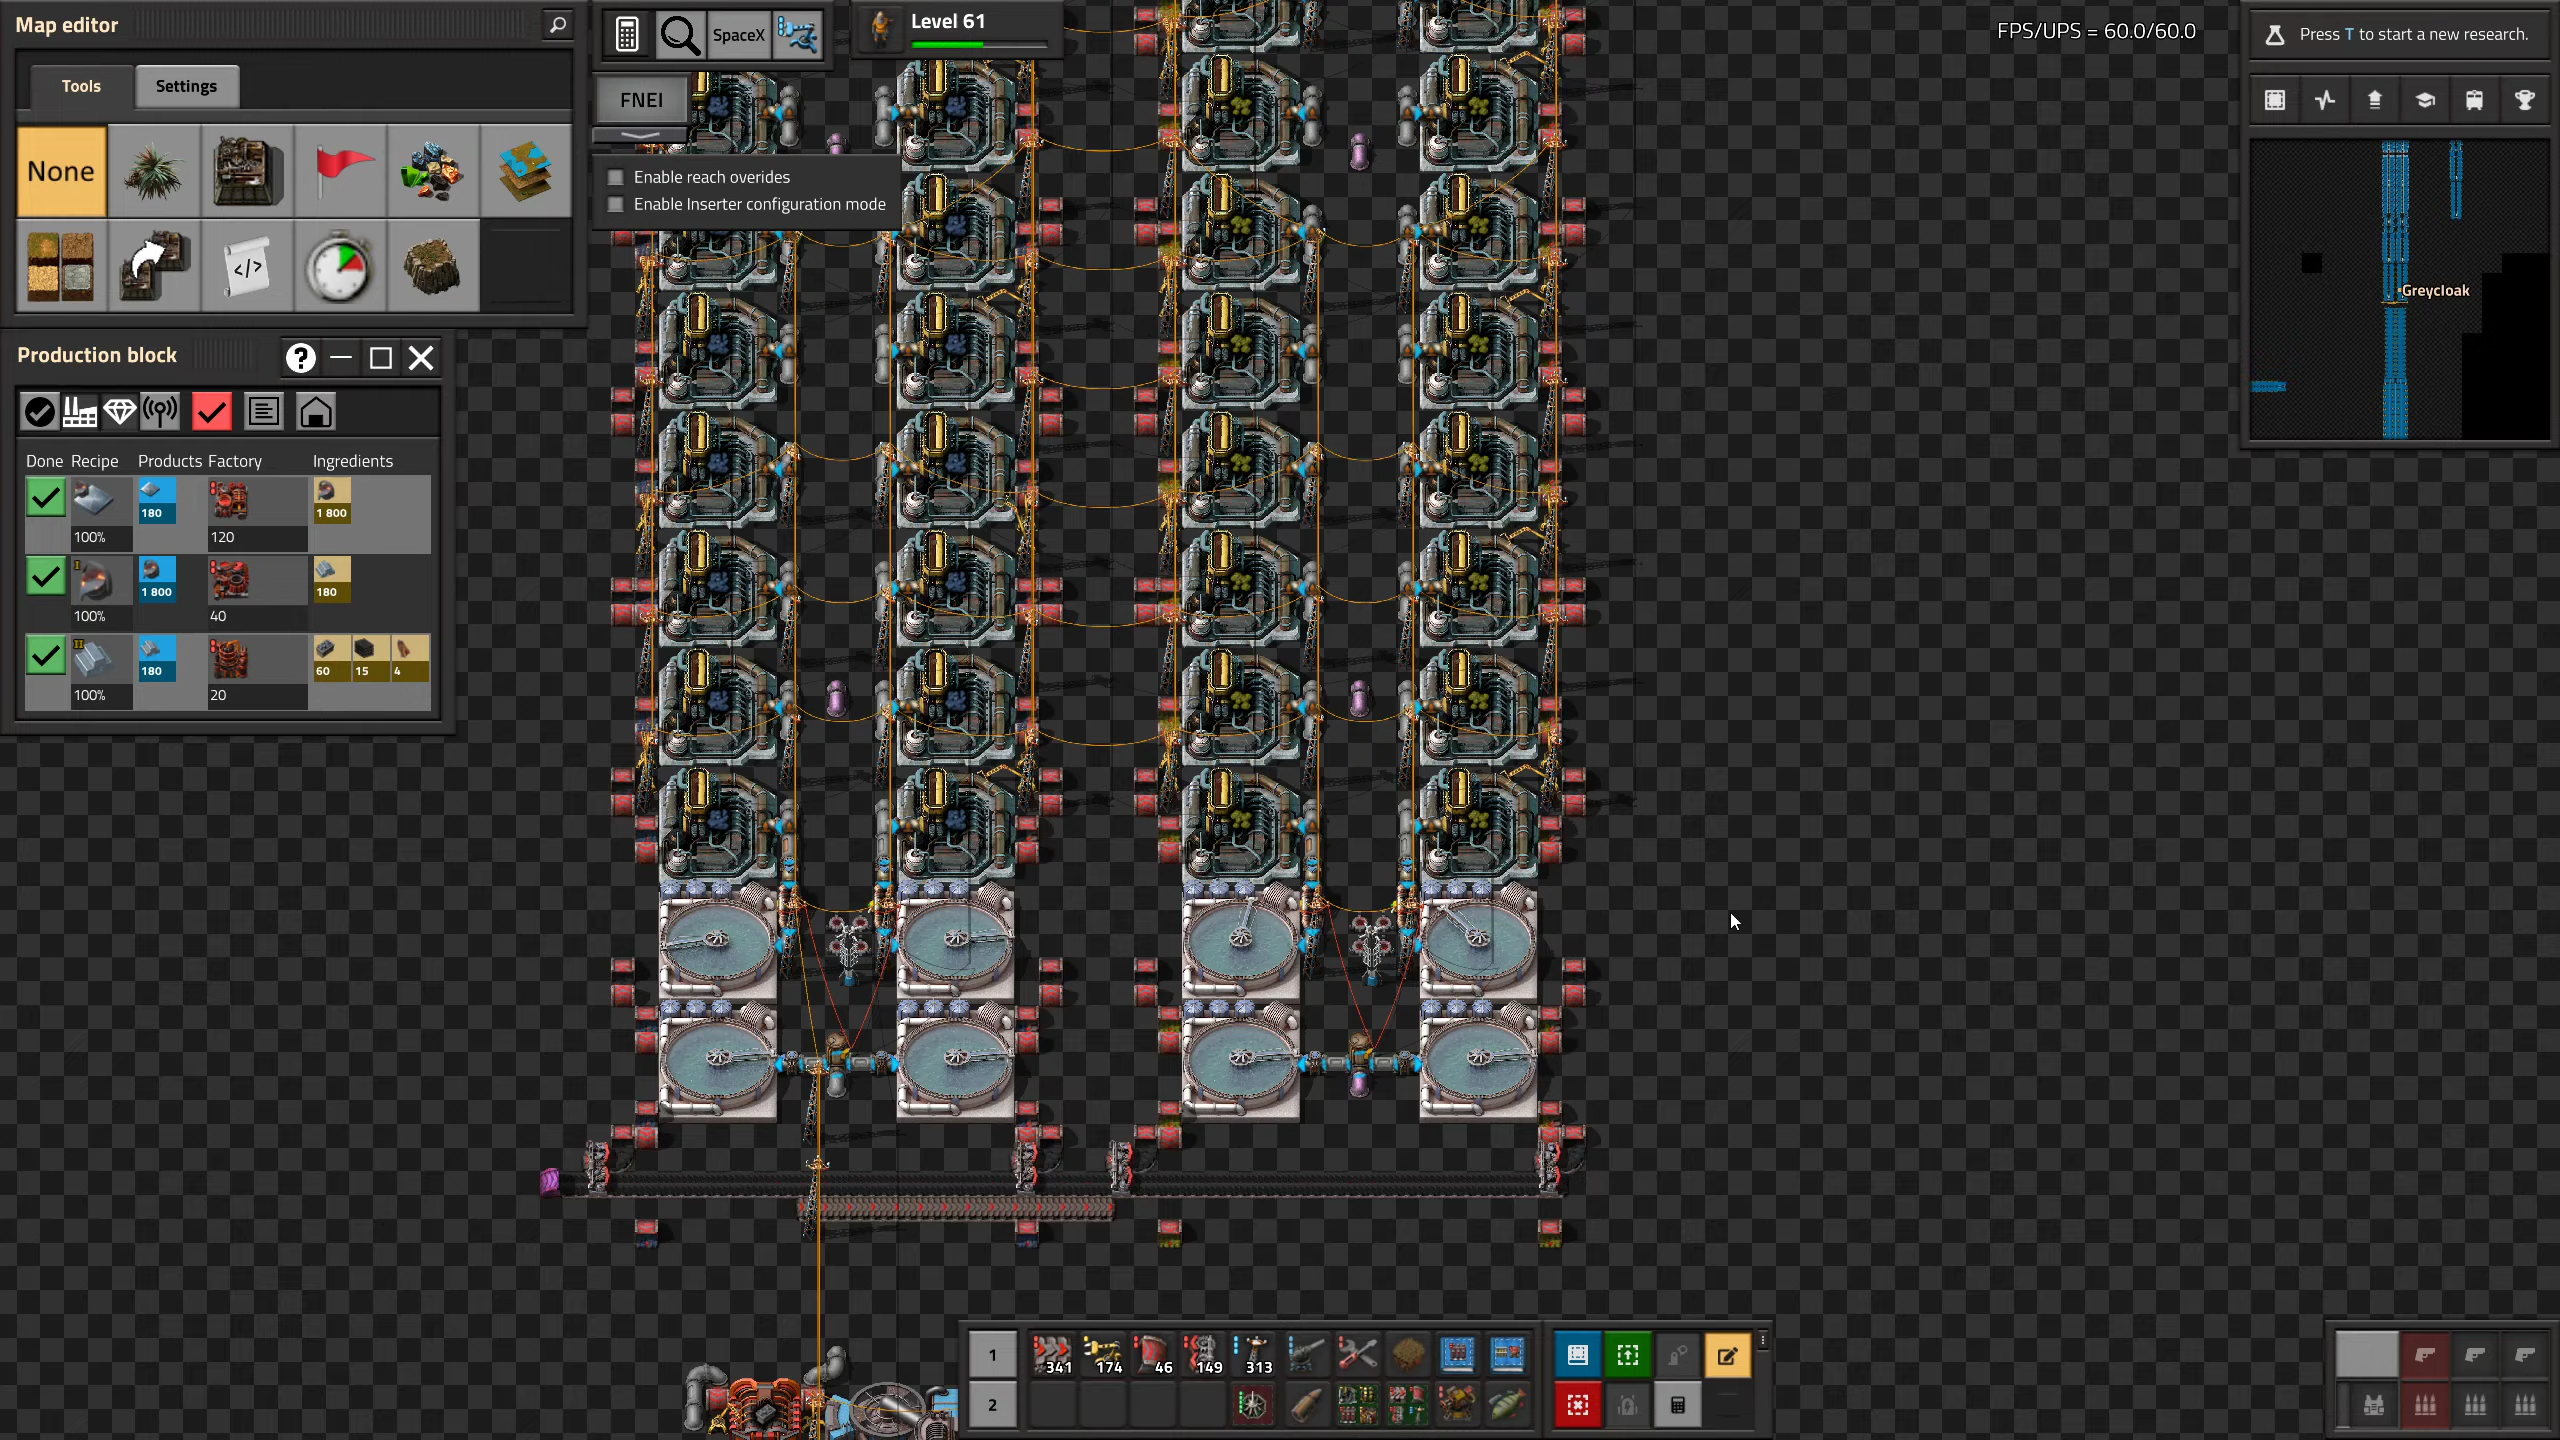 Map editor
SpaceX
Level 61
FPS/UPS = 60.0/60.0
Press T to start a new research.
Tools
Settings
FNEI
None
Enable reach overides
Enable Inserter configuration mode
</>
Greycloak
Production block
Done Recipe Products Factory Ingredients
180
1 800
100%
120
I
1 800
180
100%
40
II
180
60
15
4
100%
20
1
341
174
46
149
313
2